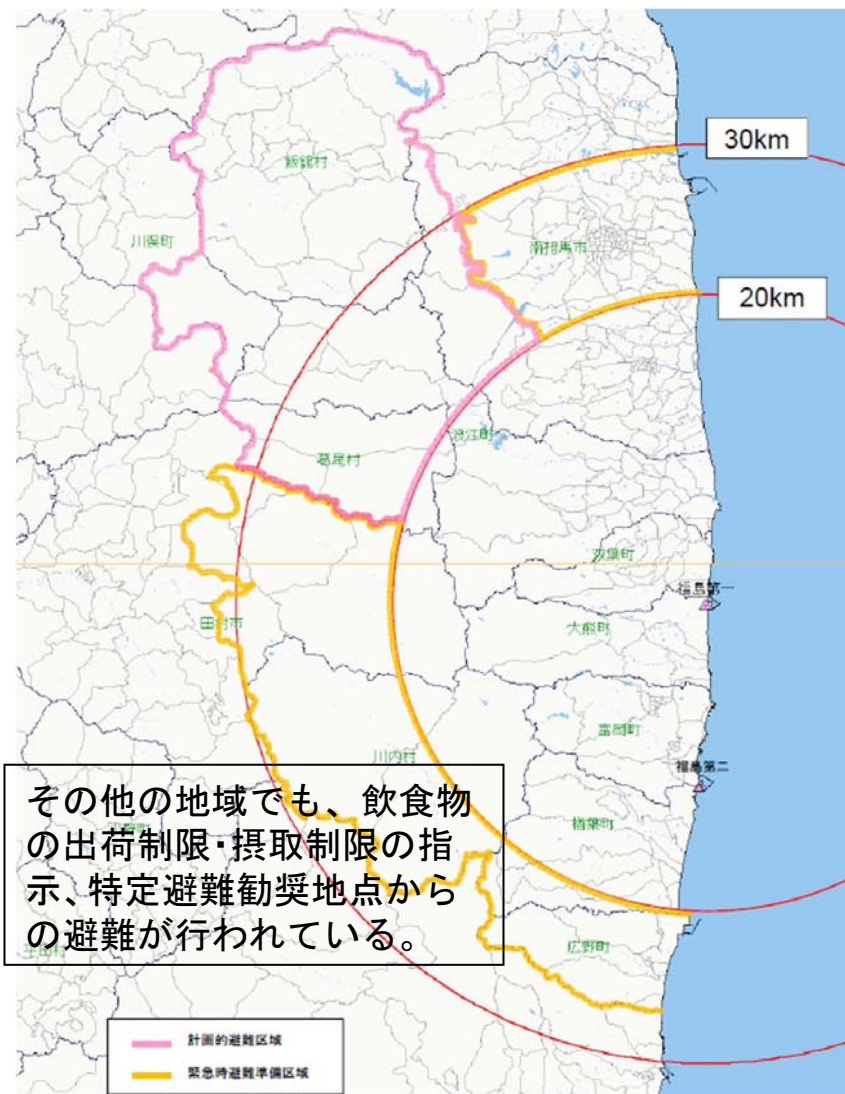 30km
飯舘村
川俣町
南相馬市
20km
浪江町
葛尾村
双葉町
福島第一
大熊町
田村市
富岡町
川内村
福島第二
その他の地域でも、飲食物
の出荷制限・摂取制限の指
示、特定避難勧奨地点から
の避難が行われている。
楢葉町
広野町
計画的避難区域
緊急時避難準備区域